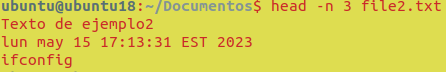 ubuntu@ubuntu18:~/Documentos$ head -n 3 file2.txt
Texto de ejemplo2
lun may 15 17:13:31 EST 2023
ifconfig